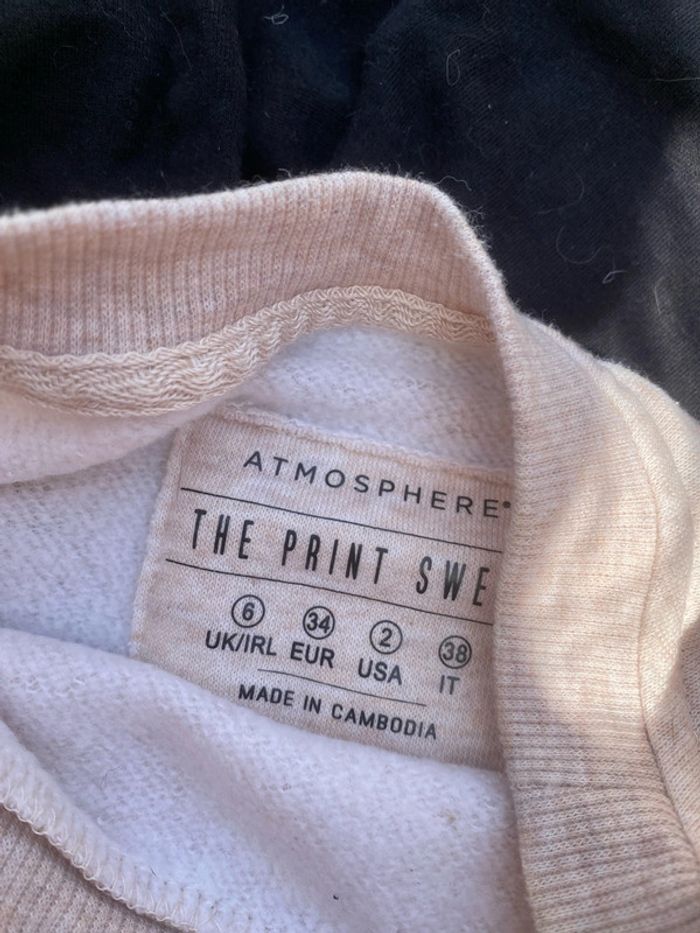 ATMOSPHERE®
THE PRINT SWE
6 34 2 38
UK/IRL EUR USA IT
MADE IN CAMBODIA